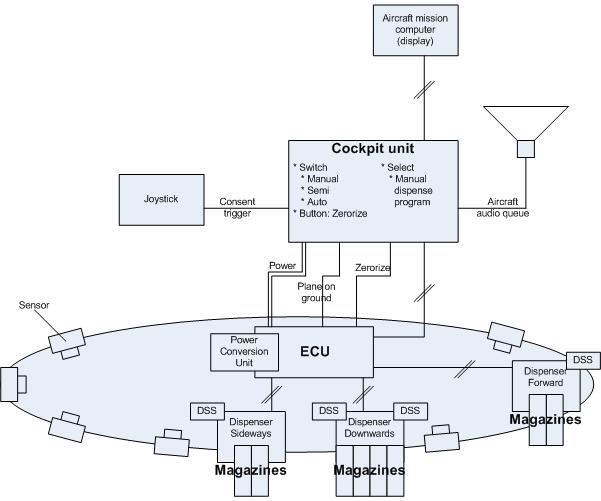 Aircraft mission
computer
(display)
Cockpit unit
* Switch
* Manual
* Semi
* Auto
* Button: Zerorize
* Select
* Manual
dispense
program
Joystick
Consent
trigger
Aircraft
audio queue
Power
Plane on
ground
Zerorize
Sensor
Power
Conversion
Unit
ECU
DSS
Dispenser
Forward
Magazines
DSS
Dispenser
Sideways
Magazines
DSS
DSS
Dispenser
Downwards
Magazines